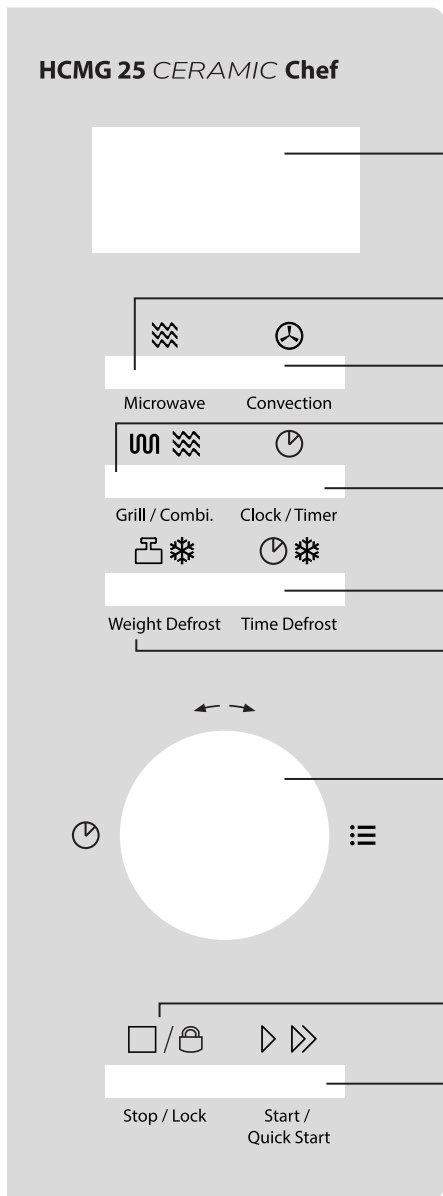 HCMG 25 CERAMIC Chef
Microwave Convection
Grill / Combi. Clock / Timer
Weight Defrost Time Defrost
Stop / Lock Start /
Quick Start